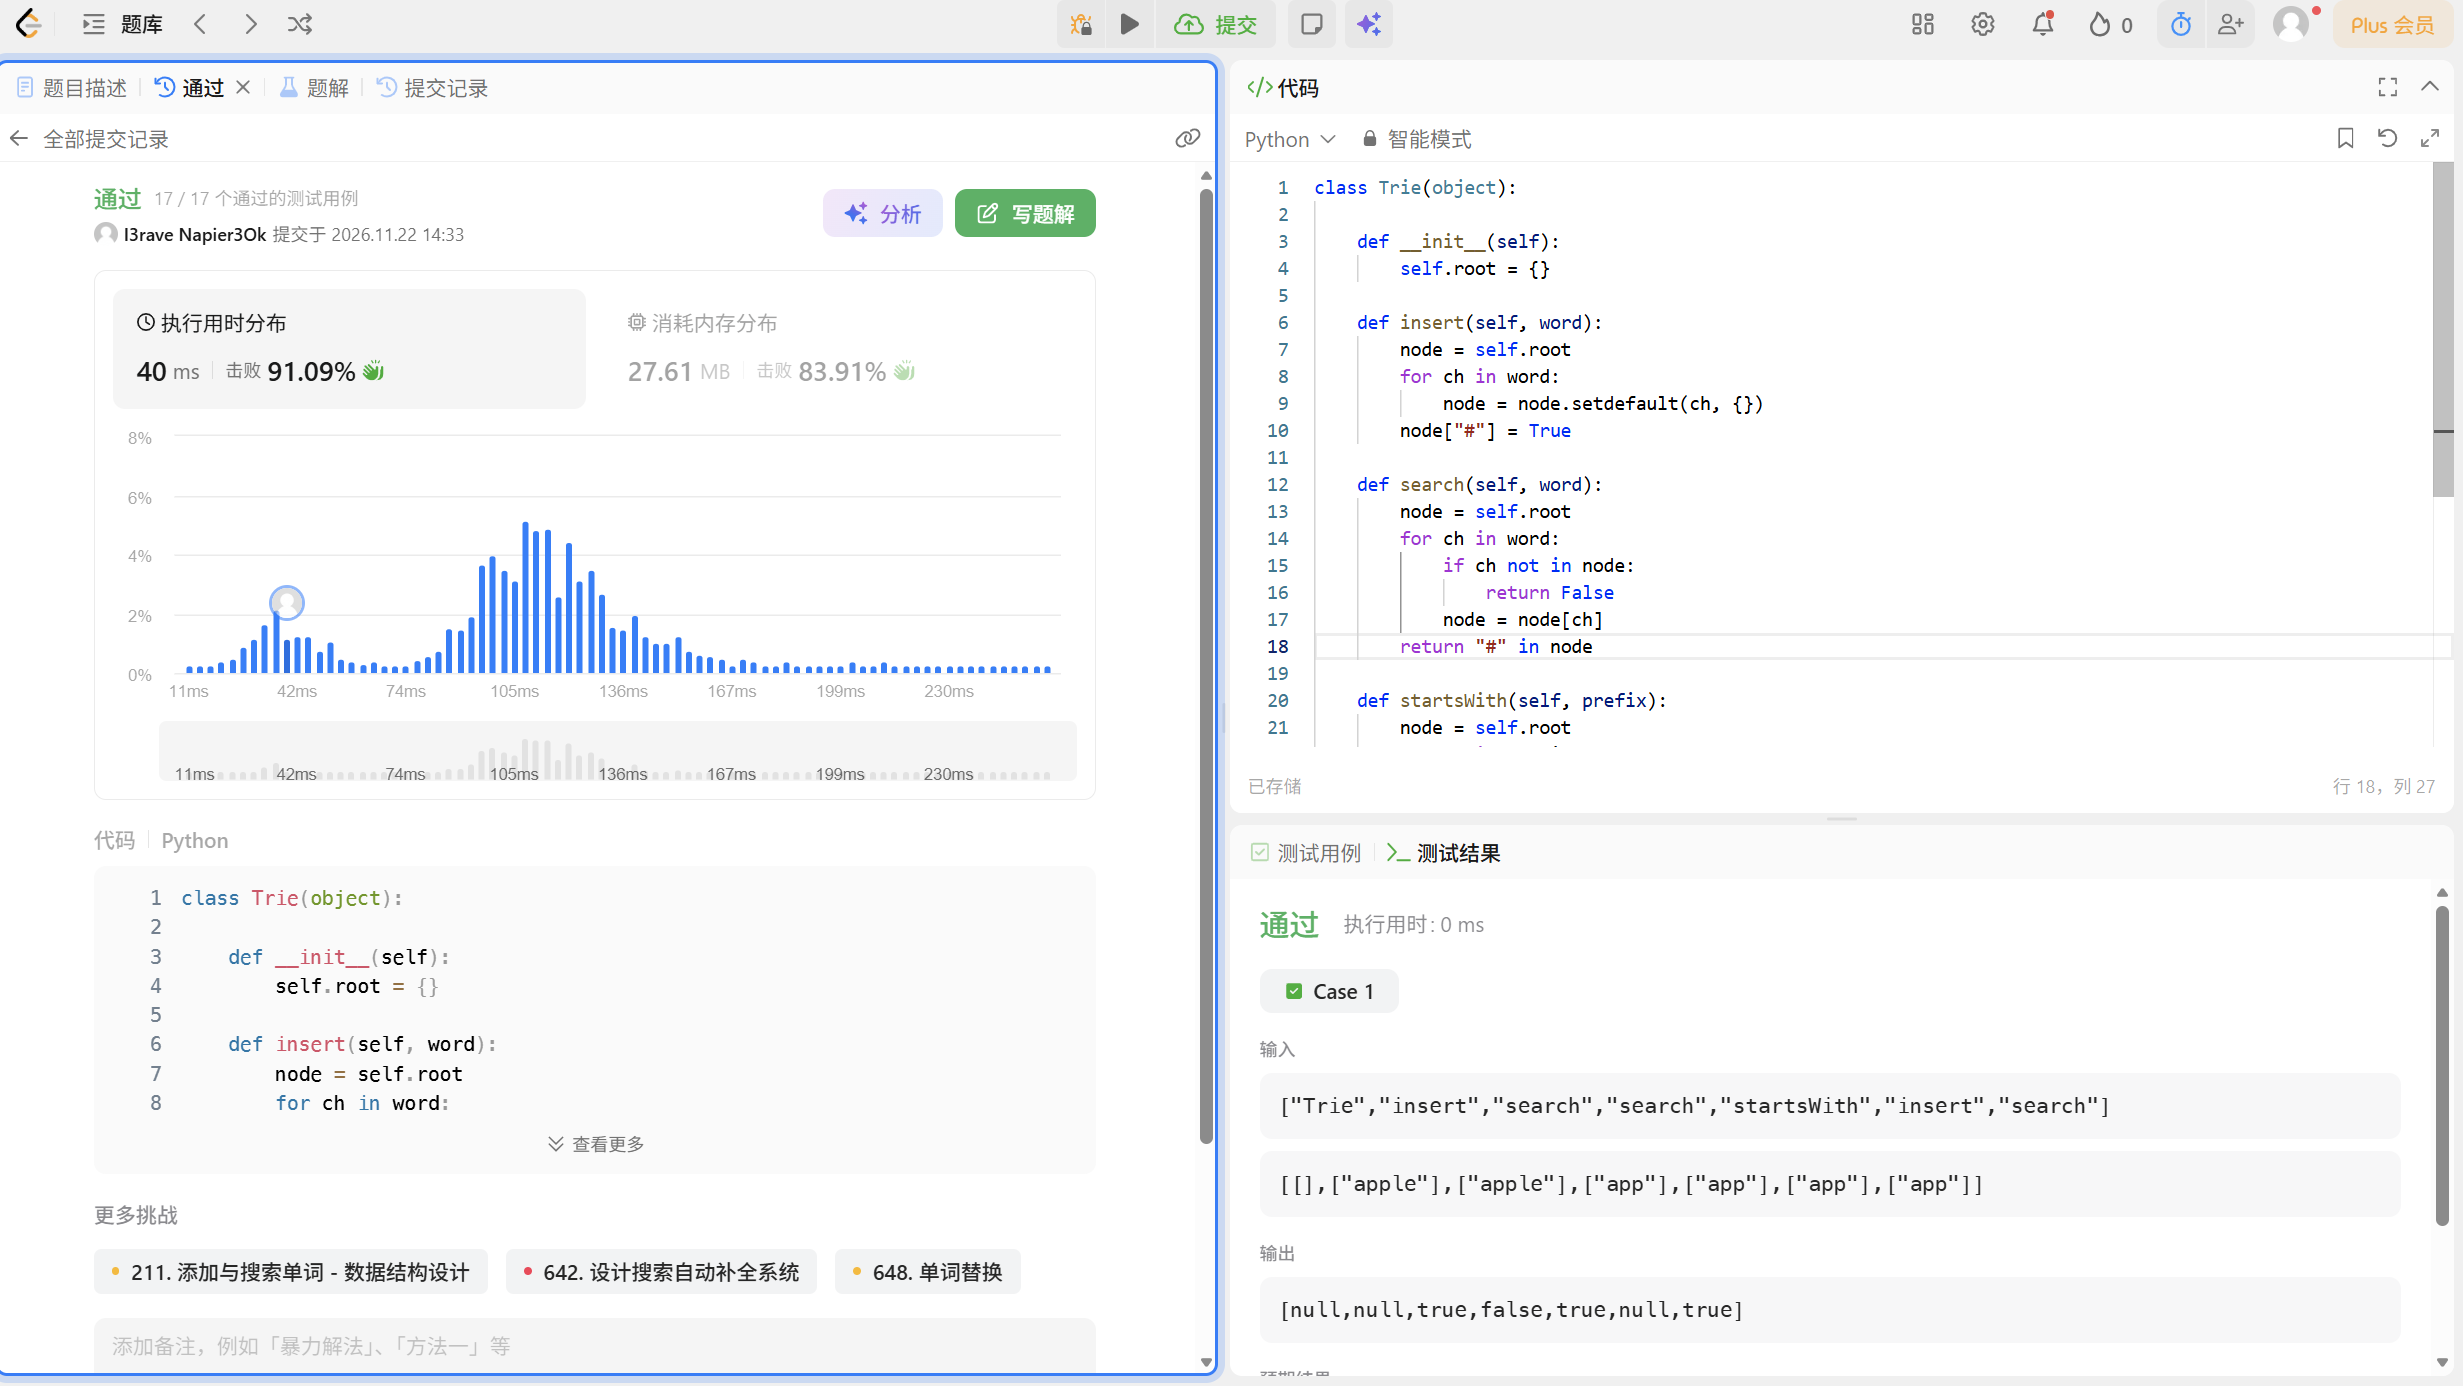 题库
提交
0
Plus 会员
题目描述
通过
题解
提交记录
全部提交记录
通过 17 / 17 个通过的测试用例
l3rave Napier3Ok 提交于 2026.11.22 14:33
分析
写题解
执行用时分布
40 ms 击败 91.09%
消耗内存分布
27.61 MB 击败 83.91%
8%
6%
4%
2%
0%
11ms 42ms 74ms 105ms 136ms 167ms 199ms 230ms
11ms 42ms 74ms 105ms 136ms 167ms 199ms 230ms
代码 Python
1 class Trie(object):
2
3 def __init__(self):
4 self.root = {}
5
6 def insert(self, word):
7 node = self.root
8 for ch in word:
查看更多
更多挑战
211. 添加与搜索单词 - 数据结构设计
642. 设计搜索自动补全系统
648. 单词替换
添加备注，例如「暴力解法」、「方法一」等
代码
Python 智能模式
1 class Trie(object):
2
3 def __init__(self):
4 self.root = {}
5
6 def insert(self, word):
7 node = self.root
8 for ch in word:
9 node = node.setdefault(ch, {})
10 node["#"] = True
11
12 def search(self, word):
13 node = self.root
14 for ch in word:
15 if ch not in node:
16 return False
17 node = node[ch]
18 return "#" in node
19
20 def startsWith(self, prefix):
21 node = self.root
已存储
行 18，列 27
测试用例
测试结果
通过 执行用时: 0 ms
Case 1
输入
["Trie","insert","search","search","startsWith","insert","search"]
[[],["apple"],["apple"],["app"],["app"],["app"],["app"]]
输出
[null,null,true,false,true,null,true]